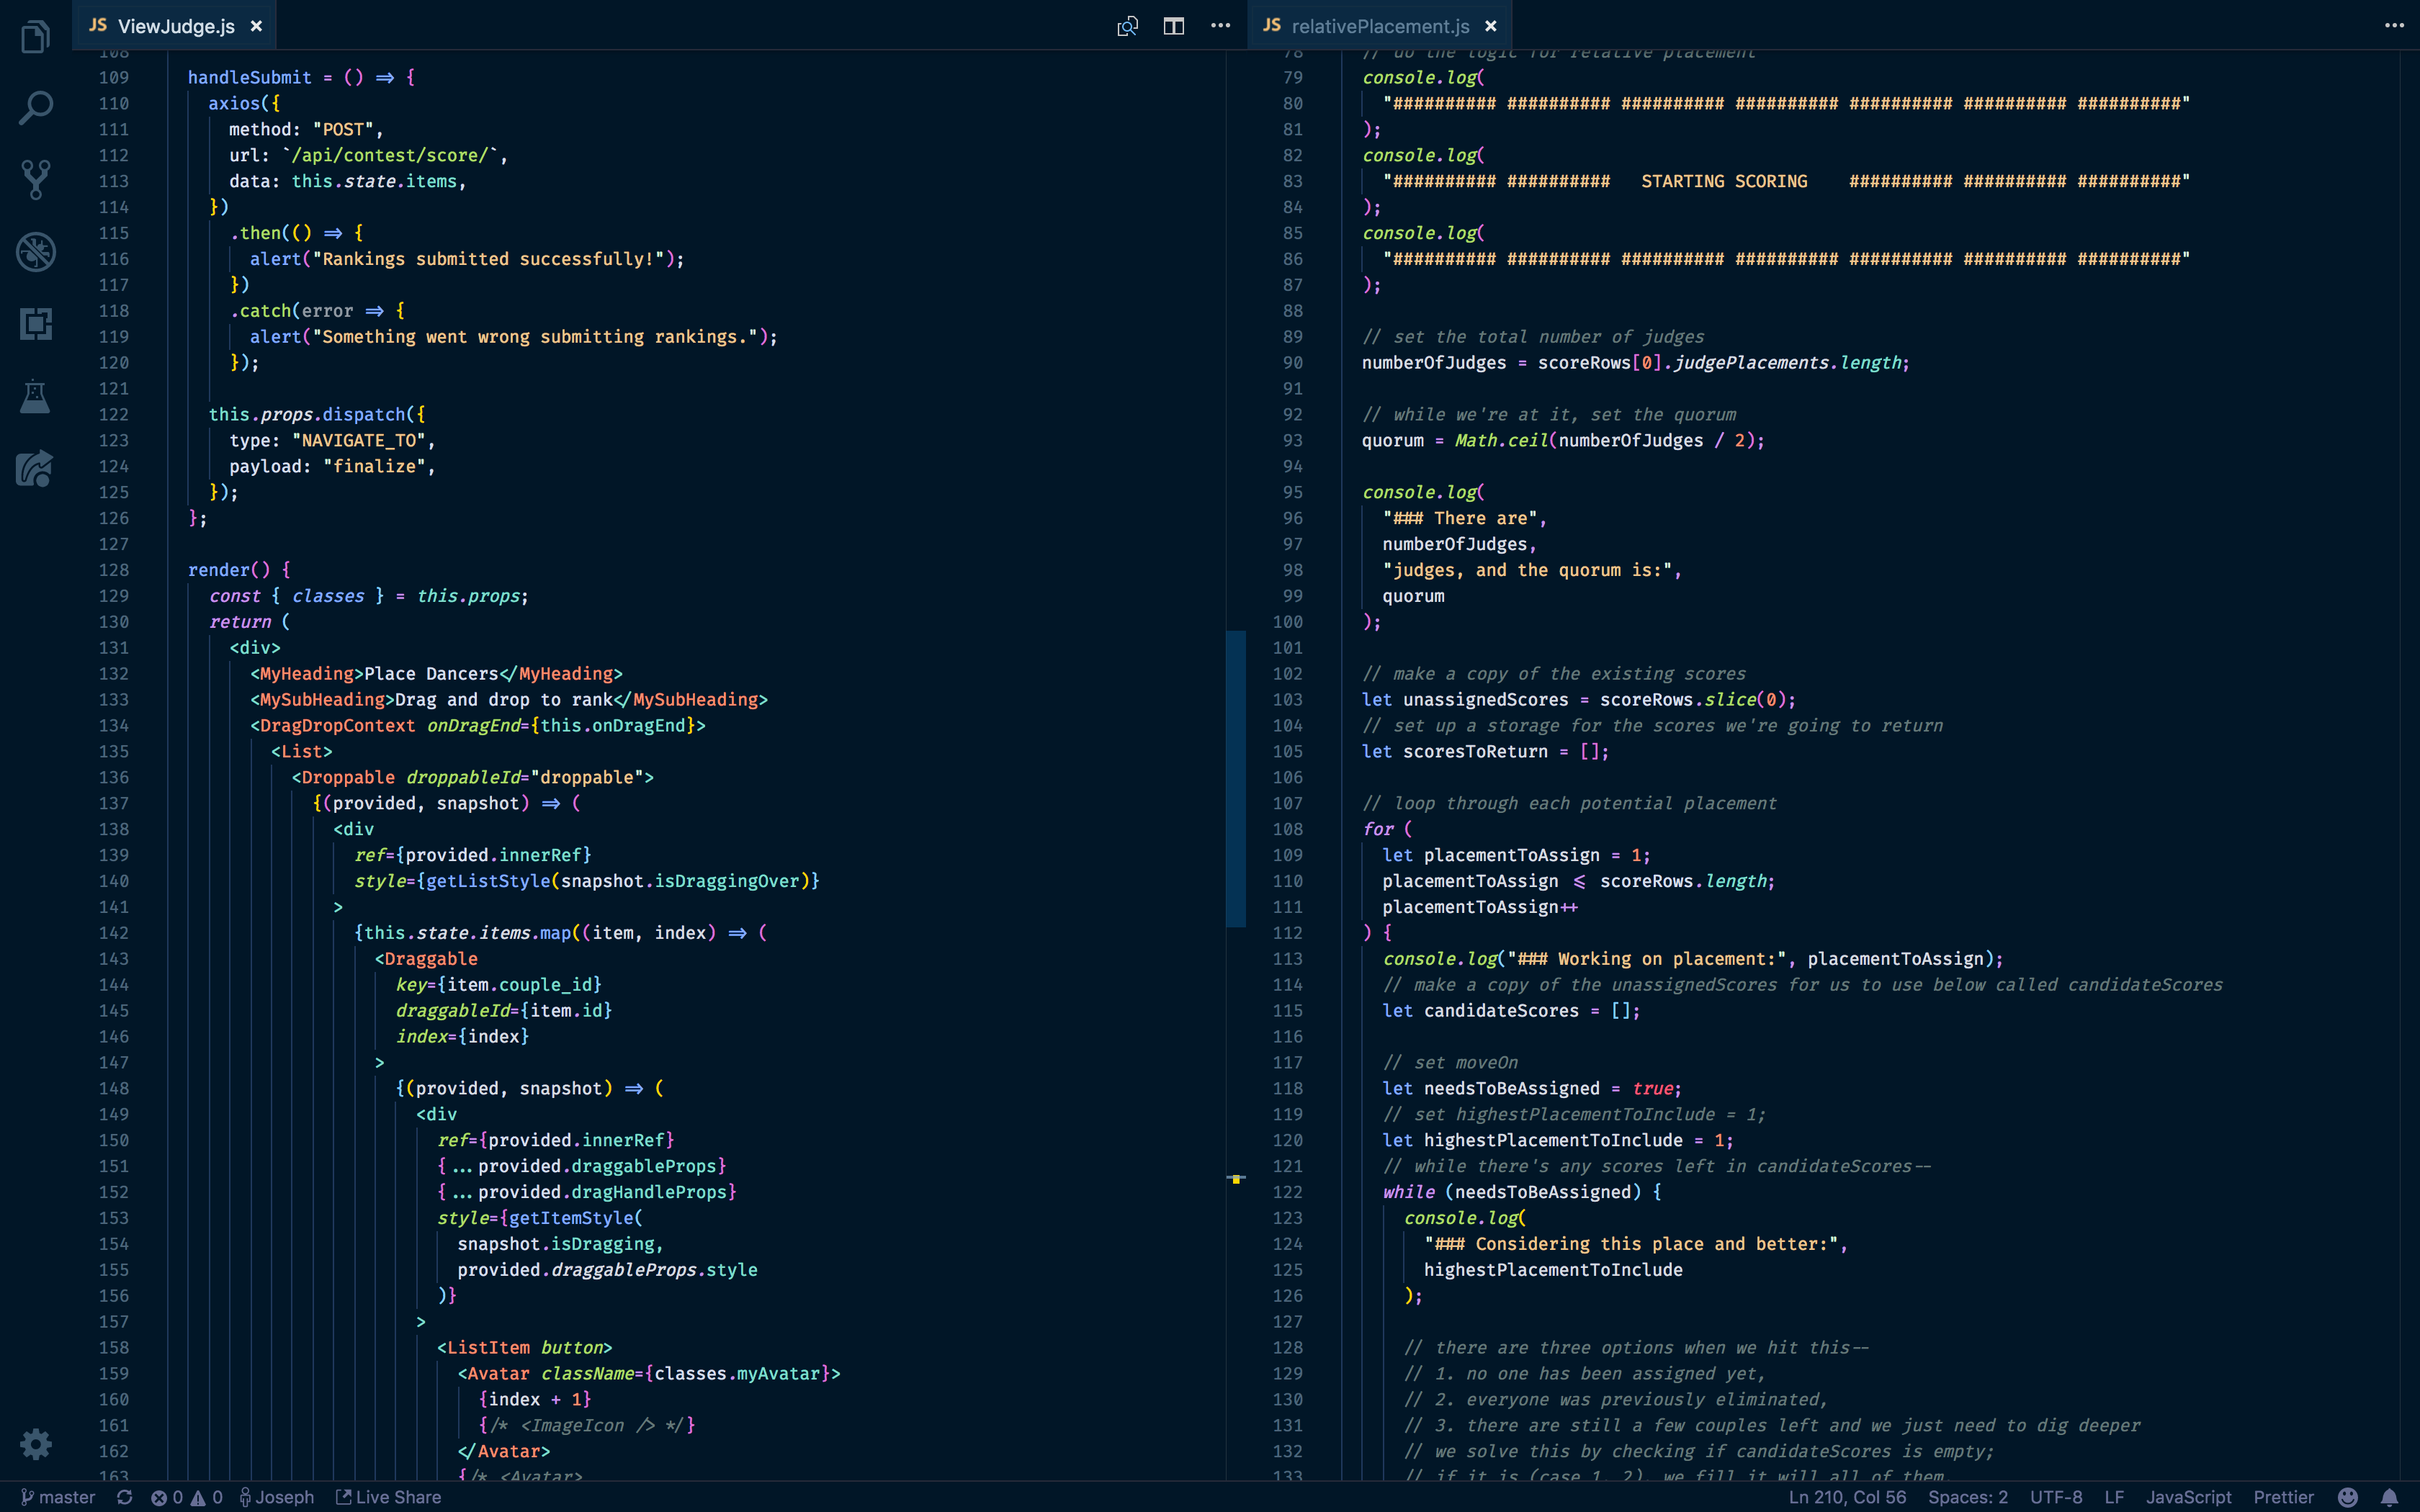 JS ViewJudge.js ×
108
109 handleSubmit = () => {
110 axios({
111 method: "POST",
112 url: `/api/contest/score/`,
113 data: this.state.items,
114 })
115 .then(() => {
116 alert("Rankings submitted successfully!");
117 })
118 .catch(error => {
119 alert("Something went wrong submitting rankings.");
120 });
121
122 this.props.dispatch({
123 type: "NAVIGATE_TO",
124 payload: "finalize",
125 });
126 };
127
128 render() {
129 const { classes } = this.props;
130 return (
131 <div>
132 <MyHeading>Place Dancers</MyHeading>
133 <MySubHeading>Drag and drop to rank</MySubHeading>
134 <DragDropContext onDragEnd={this.onDragEnd}>
135 <List>
136 <Droppable droppableId="droppable">
137 {(provided, snapshot) => (
138 <div
139 ref={provided.innerRef}
140 style={getListStyle(snapshot.isDraggingOver)}
141 >
142 {this.state.items.map((item, index) => (
143 <Draggable
144 key={item.couple_id}
145 draggableId={item.id}
146 index={index}
147 >
148 {(provided, snapshot) => (
149 <div
150 ref={provided.innerRef}
151 {...provided.draggableProps}
152 {...provided.dragHandleProps}
153 style={getItemStyle(
154 snapshot.isDragging,
155 provided.draggableProps.style
156 )}
157 >
158 <ListItem button>
159 <Avatar className={classes.myAvatar}>
160 {index + 1}
161 {/* <ImageIcon /> */}
162 </Avatar>
163 {/* <Avatar>
JS relativePlacement.js ×
78 // do the logic for relative placement
79 console.log(
80 "########## ########## ########## ########## ########## ########## ##########"
81 );
82 console.log(
83 "########## ########## STARTING SCORING ########## ########## ##########"
84 );
85 console.log(
86 "########## ########## ########## ########## ########## ########## ##########"
87 );
88
89 // set the total number of judges
90 numberOfJudges = scoreRows[0].judgePlacements.length;
91
92 // while we're at it, set the quorum
93 quorum = Math.ceil(numberOfJudges / 2);
94
95 console.log(
96 "### There are",
97 numberOfJudges,
98 "judges, and the quorum is:",
99 quorum
100 );
101
102 // make a copy of the existing scores
103 let unassignedScores = scoreRows.slice(0);
104 // set up a storage for the scores we're going to return
105 let scoresToReturn = [];
106
107 // loop through each potential placement
108 for (
109 let placementToAssign = 1;
110 placementToAssign <= scoreRows.length;
111 placementToAssign++
112 ) {
113 console.log("### Working on placement:", placementToAssign);
114 // make a copy of the unassignedScores for us to use below called candidateScores
115 let candidateScores = [];
116
117 // set moveOn
118 let needsToBeAssigned = true;
119 // set highestPlacementToInclude = 1;
120 let highestPlacementToInclude = 1;
121 // while there's any scores left in candidateScores--
122 while (needsToBeAssigned) {
123 console.log(
124 "### Considering this place and better:",
125 highestPlacementToInclude
126 );
127
128 // there are three options when we hit this--
129 // 1. no one has been assigned yet,
130 // 2. everyone was previously eliminated,
131 // 3. there are still a few couples left and we just need to dig deeper
132 // we solve this by checking if candidateScores is empty;
133 // if it is (case 1, 2), we fill it will all of them.
master 0 0 Joseph Live Share Ln 210, Col 56 Spaces: 2 UTF-8 LF JavaScript Prettier